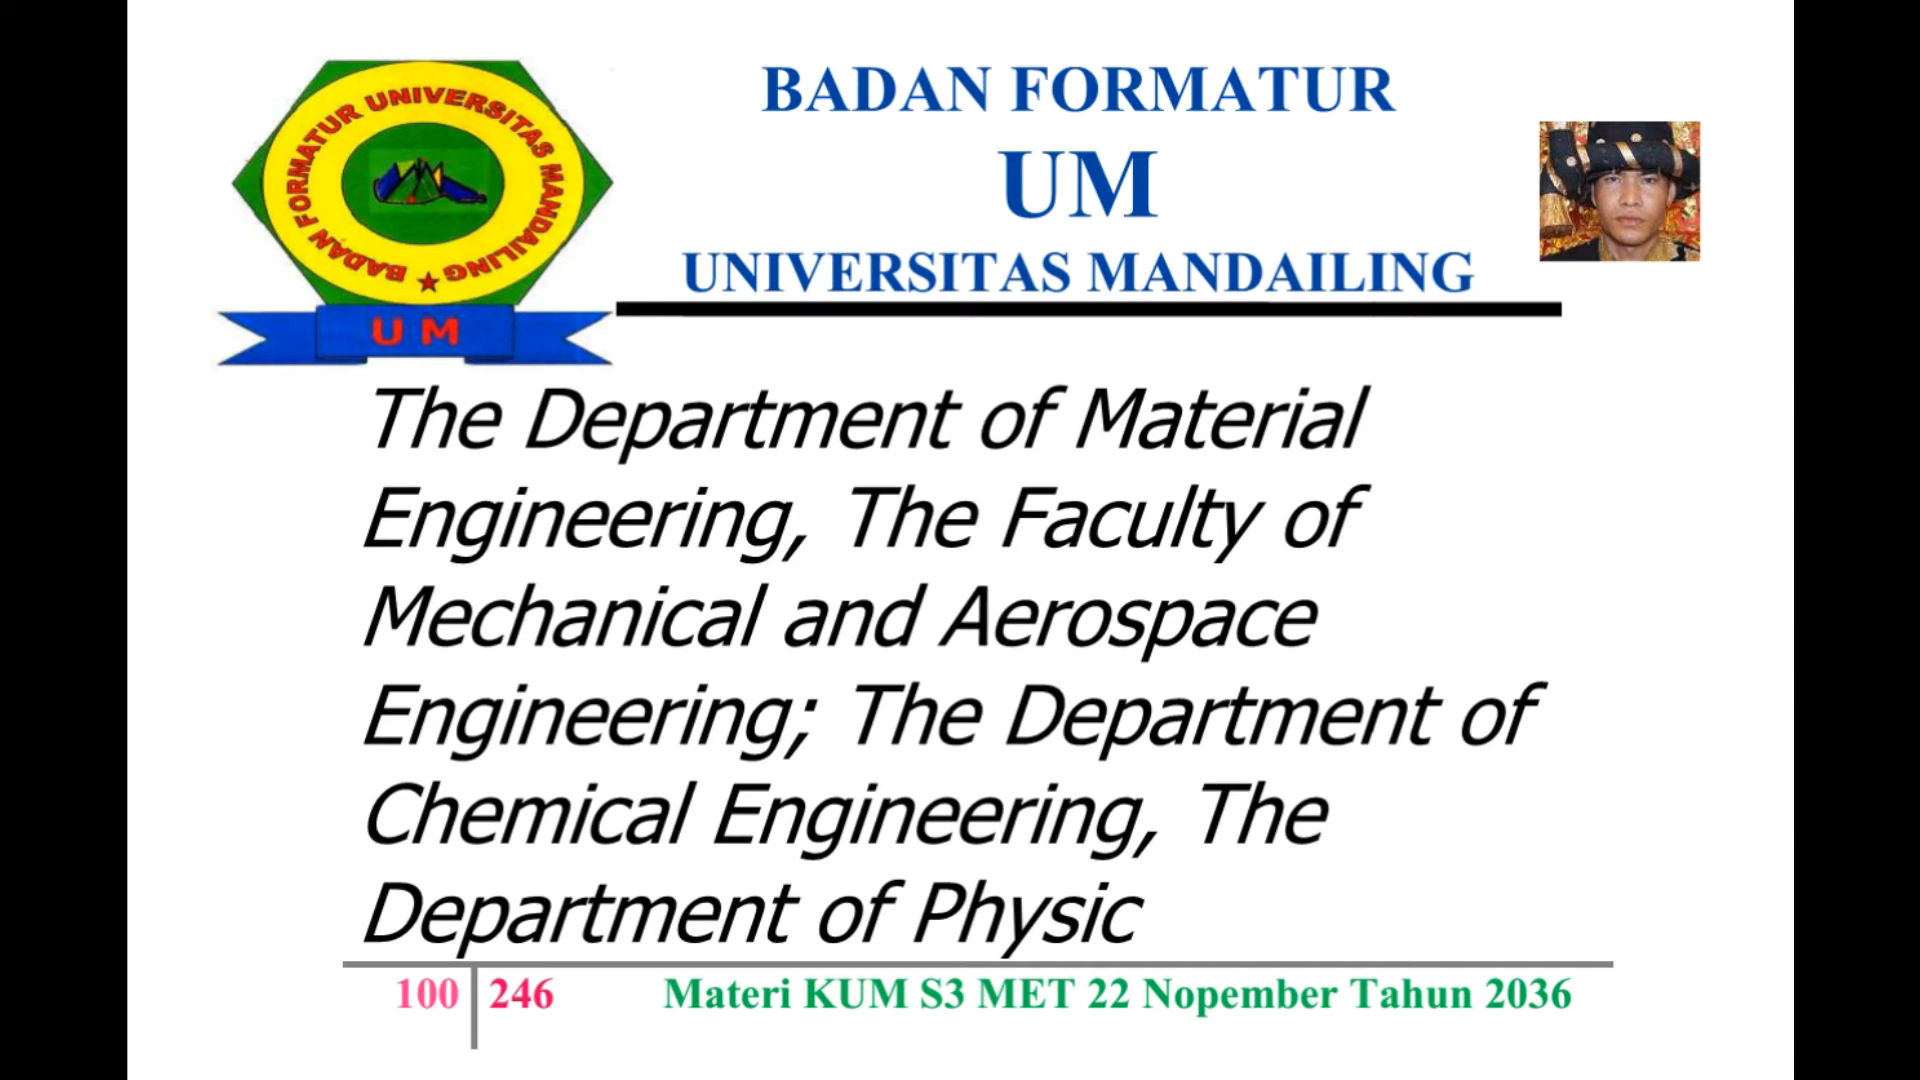 BADAN FORMATUR UNIVERSITAS MANDAILING
UM
BADAN FORMATUR
UM
UNIVERSITAS MANDAILING
The Department of Material
Engineering, The Faculty of
Mechanical and Aerospace
Engineering; The Department of
Chemical Engineering, The
Department of Physic
100 246 Materi KUM S3 MET 22 Nopember Tahun 2036